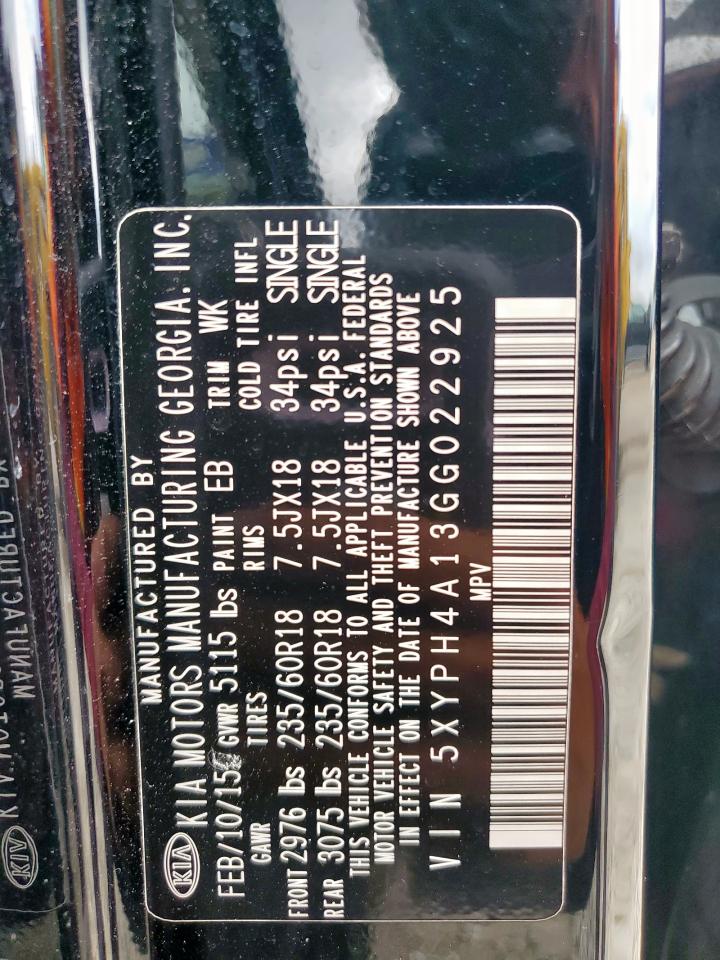 MANUFACTURED BY
KIA KIA MOTORS MANUFACTURING GEORGIA. INC.
FEB/10/15 GVWR 5115 lbs PAINT EB TRIM WK
GAWR TIRES RIMS COLD TIRE INFL
FRONT 2976 lbs 235/60R18 7.5JX18 34psi SINGLE
REAR 3075 lbs 235/60R18 7.5JX18 34psi SINGLE
THIS VEHICLE CONFORMS TO ALL APPLICABLE U.S.A. FEDERAL
MOTOR VEHICLE SAFETY AND THEFT PREVENTION STANDARDS
IN EFFECT ON THE DATE OF MANUFACTURE SHOWN ABOVE
VIN 5XYPH4A13GG022925
MPV